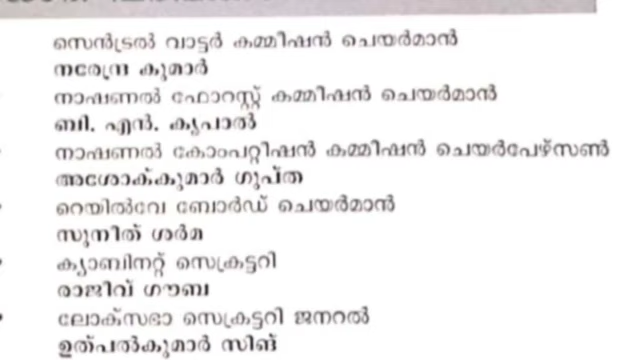 സെൻട്രൽ വാട്ടർ കമ്മീഷൻ ചെയർമാൻ
നരേന്ദ്ര കുമാർ
നാഷണൽ ഫോറസ്റ്റ് കമ്മീഷൻ ചെയർമാൻ
ബി. എൻ. കൃപാൽ
നാഷണൽ കോംപറ്റീഷൻ കമ്മീഷൻ ചെയർപേഴ്സൺ
അശോക്കുമാർ ഗുപ്ത
റെയിൽവേ ബോർഡ് ചെയർമാൻ
സുനീത് ശർമ
ക്യാബിനറ്റ് സെക്രട്ടറി
രാജീവ് ഗൗബ
ലോക്സഭാ സെക്രട്ടറി ജനറൽ
ഉത്പൽകുമാർ സിങ്